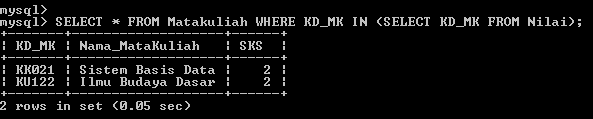 mysql>
mysql> SELECT * FROM Matakuliah WHERE KD_MK IN (SELECT KD_MK FROM Nilai);
+-------+--------------------+------+
| KD_MK | Nama_MataKuliah    | SKS  |
+-------+--------------------+------+
| KK021 | Sistem Basis Data  |    2 |
| KU122 | Ilmu Budaya Dasar  |    2 |
+-------+--------------------+------+
2 rows in set (0.05 sec)